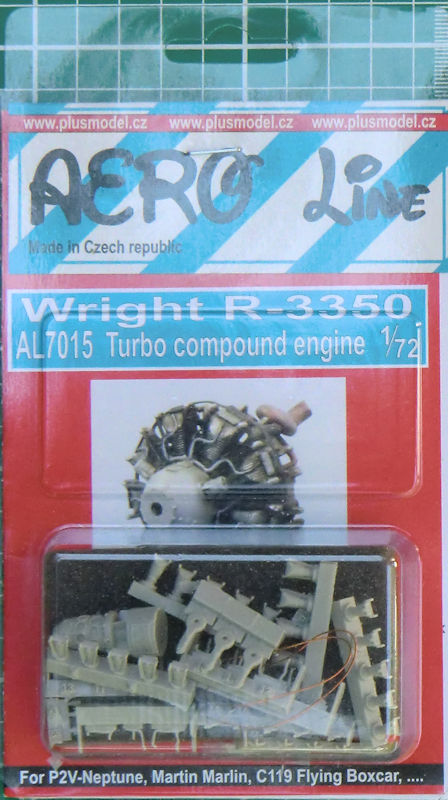 www.plusmodel.cz www.plusmodel.cz www.plusmodel.cz
AERO LINE
Made in Czech republic
Wright R-3350
AL7015 Turbo compound engine 1/72
For P2V-Neptune, Martin Marlin, C119 Flying Boxcar, ....